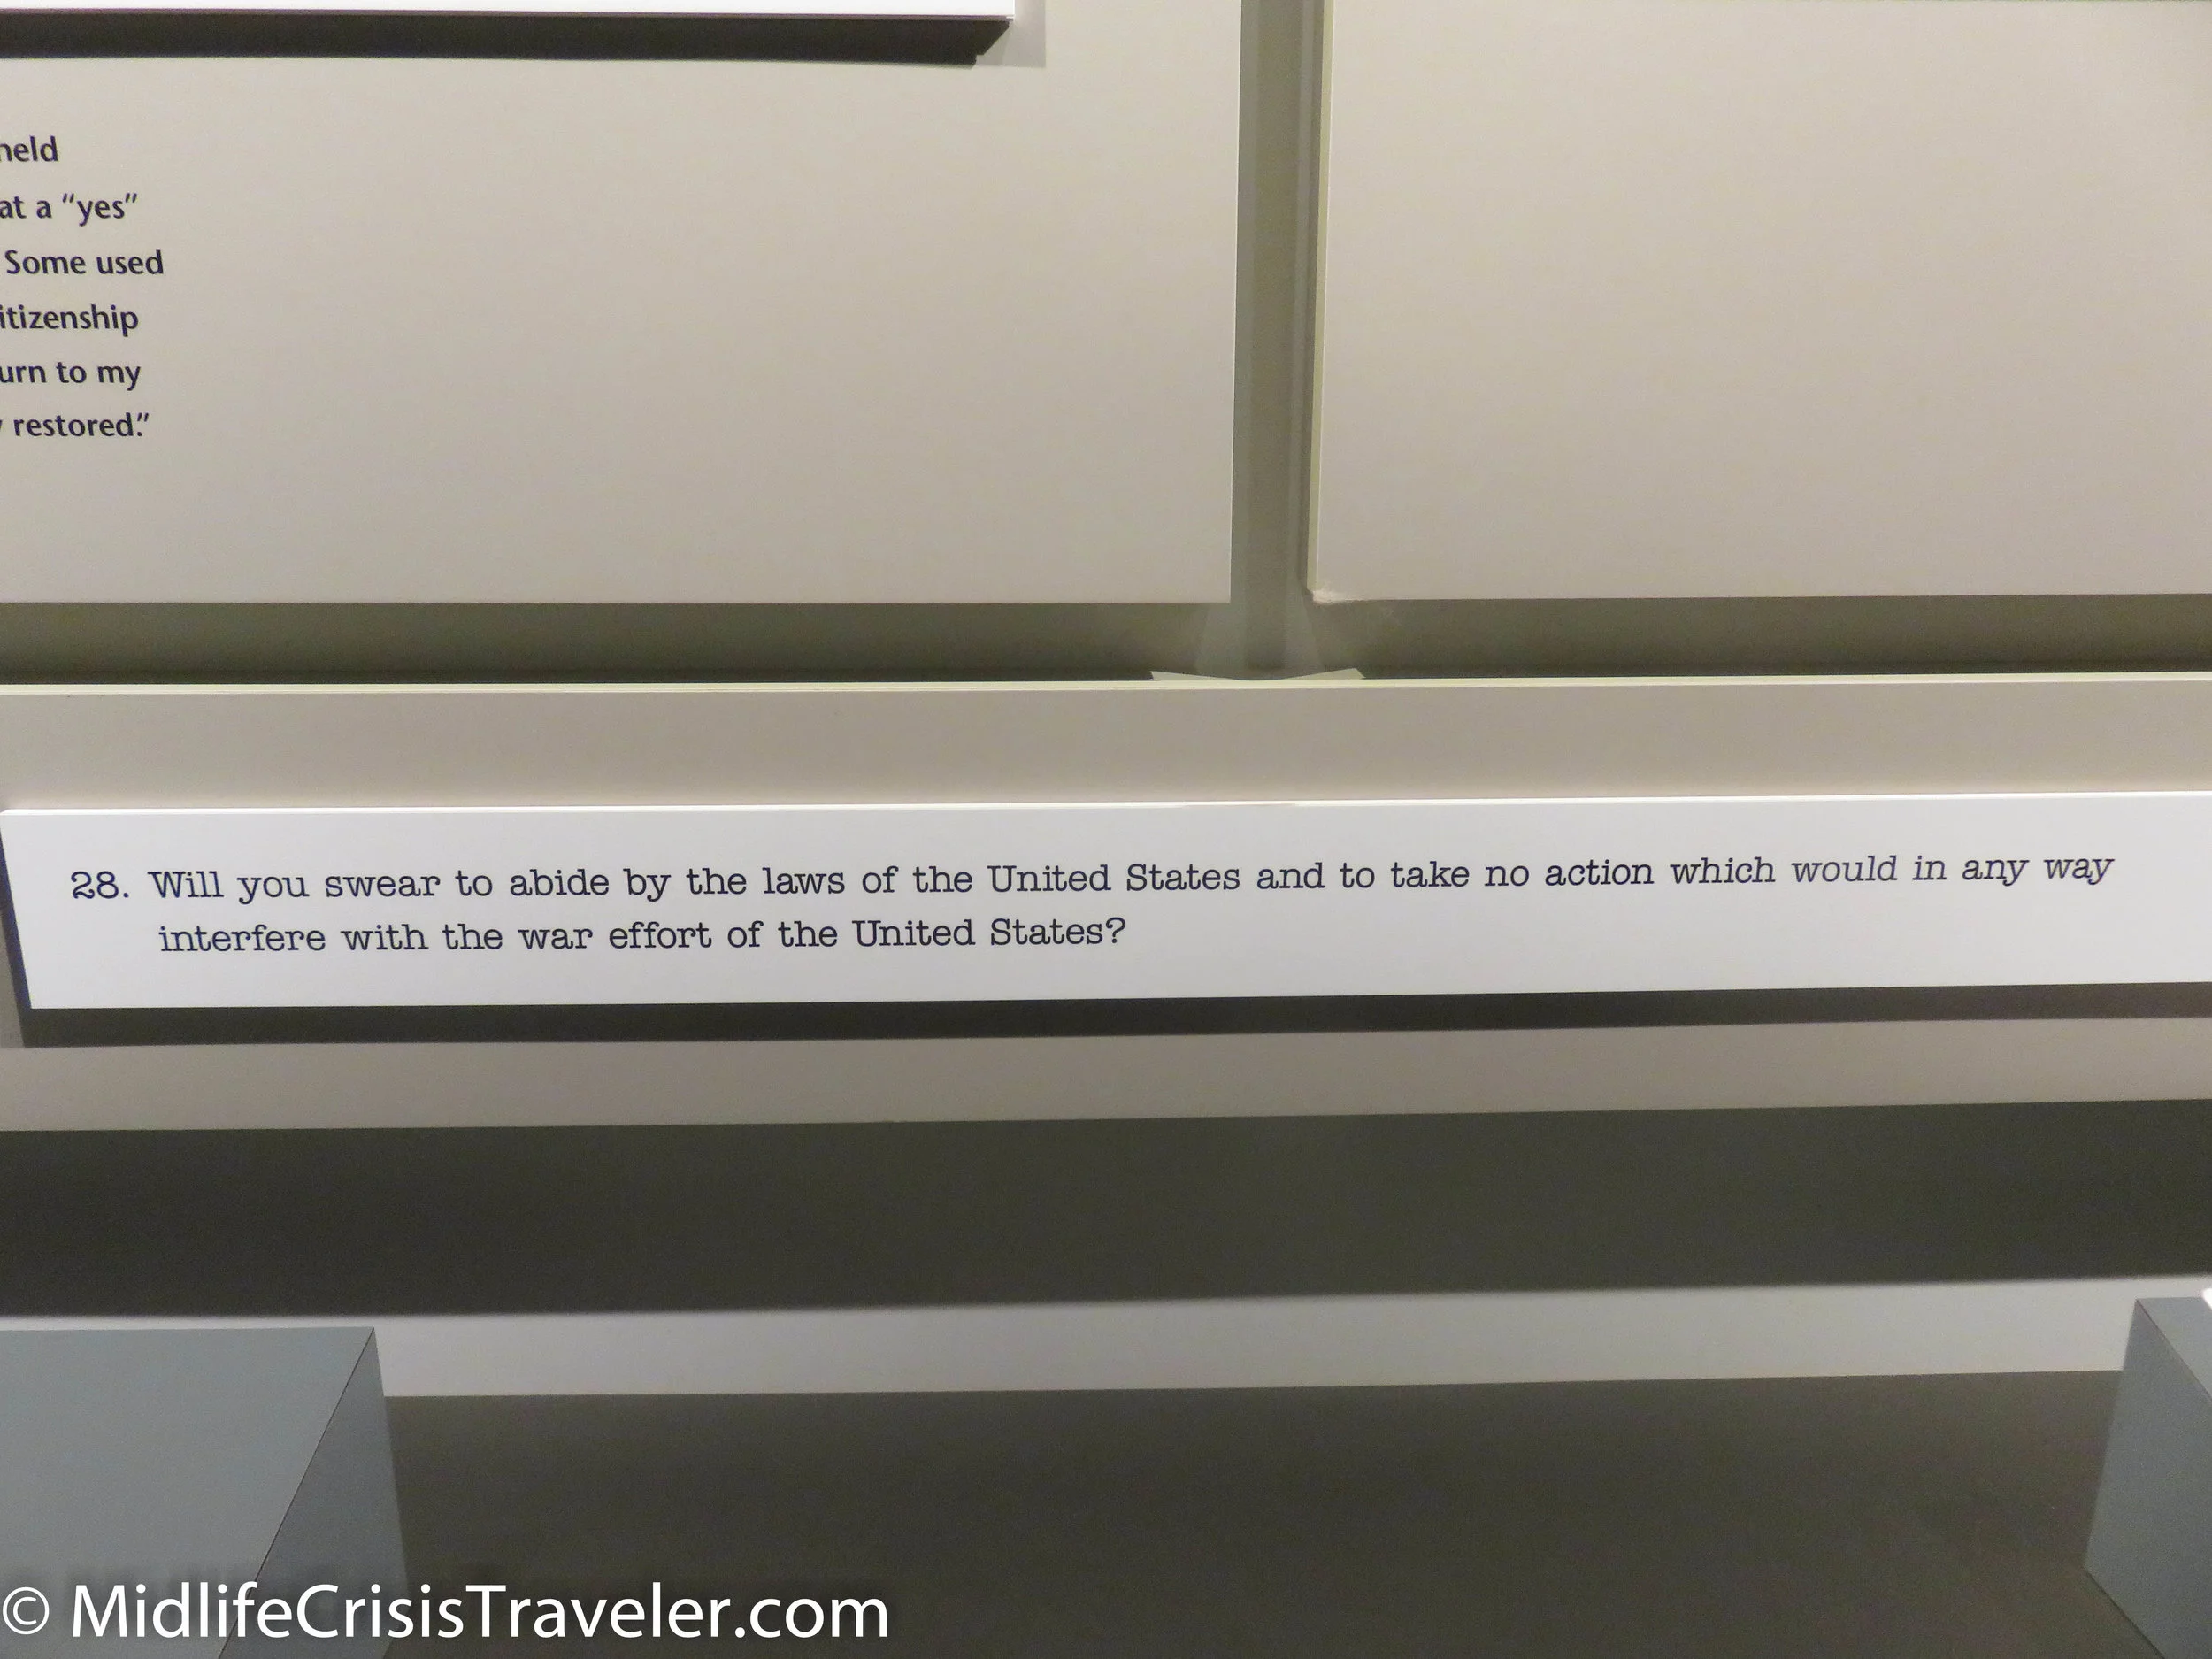 at a “yes”
Some used
to my
restored.”
28. Will you swear to abide by the laws of the United States and to take no action which would in any way
interfere with the war effort of the United States?
© MidlifeCrisisTraveler.com